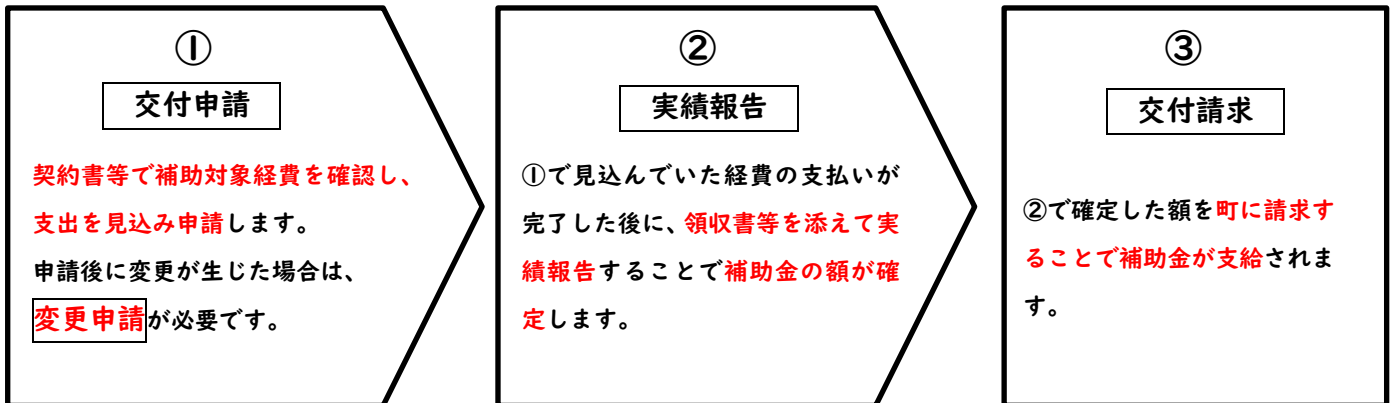 ①
交付申請
契約書等で補助対象経費を確認し、
支出を見込み申請します。
申請後に変更が生じた場合は、
変更申請が必要です。
②
実績報告
①で見込んでいた経費の支払いが
完了した後に、領収書等を添えて実
績報告することで補助金の額が確
定します。
③
交付請求
②で確定した額を町に請求す
ることで補助金が支給されま
す。